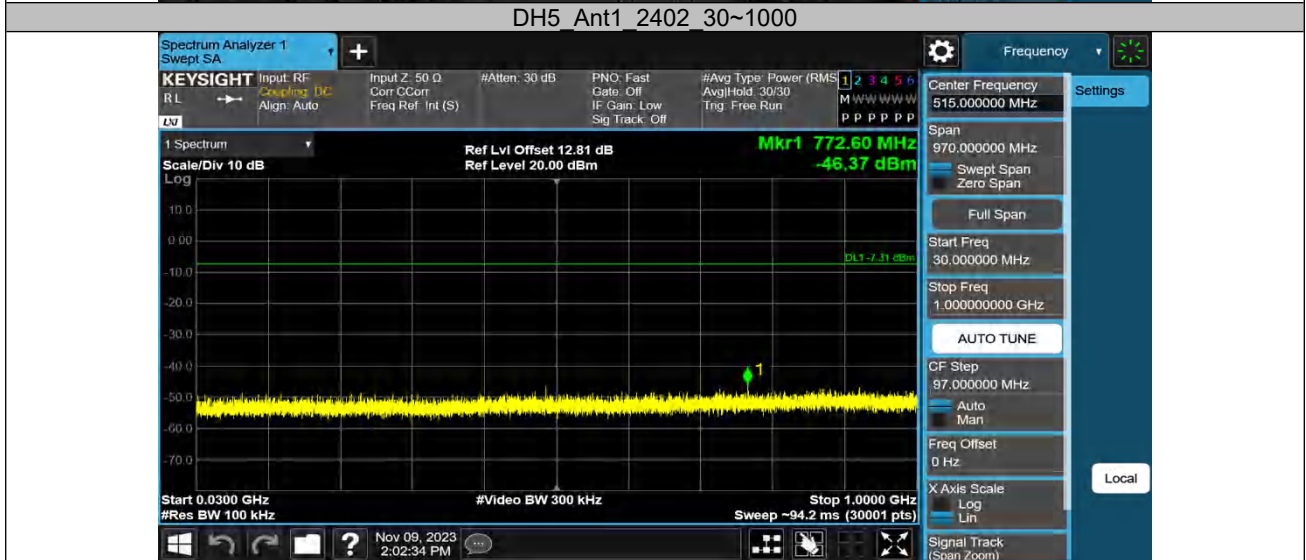 DH5_Ant1_2402_30~1000
Spectrum Analyzer 1
Swept SA
Frequency
KEYSIGHT
R L
LXI
Input: RF
Coupling: DC
Align: Auto
Input Z: 50 Ω
Corr CCorr
Freq Ref: Int (S)
#Atten: 30 dB
PNO: Fast
Gate: Off
IF Gain: Low
Sig Track: Off
#Avg Type: Power (RMS
Avg|Hold: 30/30
Trig: Free Run
1 2 3 4 5 6
M W W W W W
P P P P P P
1 Spectrum
Scale/Div 10 dB
Log
Ref Lvl Offset 12.81 dB
Ref Level 20.00 dBm
Mkr1 772.60 MHz
-46.37 dBm
10.0
0.00
-10.0
-20.0
-30.0
-40.0
-50.0
-60.0
-70.0
DL1 -7.31 dBm
1
Start 0.0300 GHz
#Res BW 100 kHz
#Video BW 300 kHz
Stop 1.0000 GHz
Sweep ~94.2 ms (30001 pts)
Center Frequency
515.000000 MHz
Span
970.000000 MHz
Swept Span
Zero Span
Full Span
Start Freq
30.000000 MHz
Stop Freq
1.000000000 GHz
AUTO TUNE
CF Step
97.000000 MHz
Auto
Man
Freq Offset
0 Hz
X Axis Scale
Log
Lin
Signal Track
(Span Zoom)
Settings
Local
?
Nov 09, 2023
2:02:34 PM